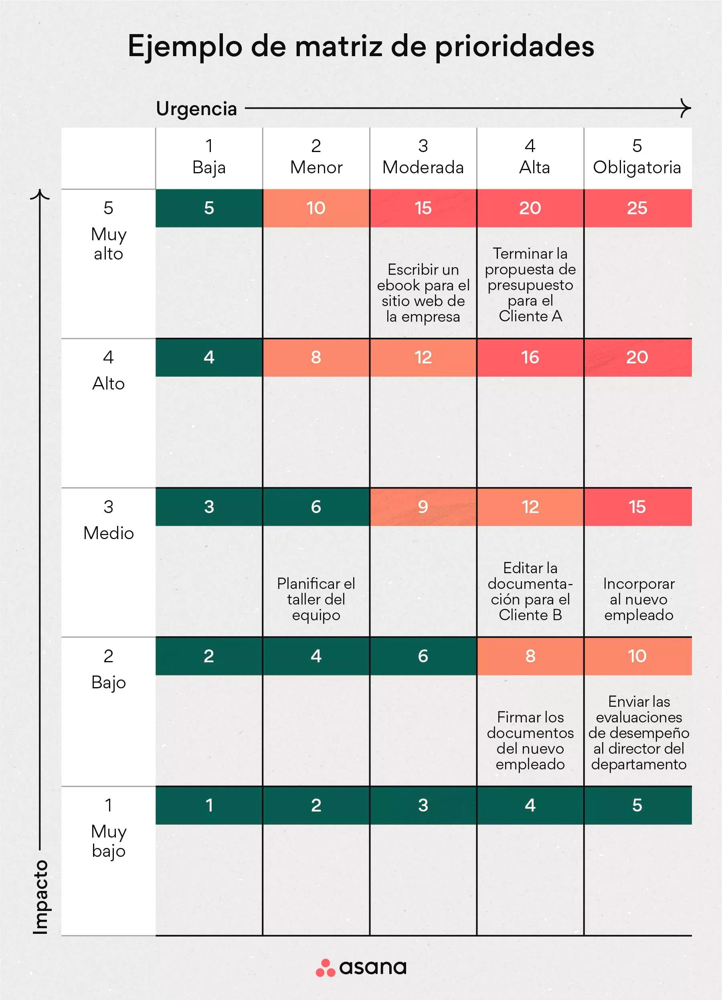 Ejemplo de matriz de prioridades
Urgencia
1
Baja
2
Menor
3
Moderada
4
Alta
5
Obligatoria
5
Muy
alto
5
10
15
Escribir un
ebook para el
sitio web de
la empresa
20
Terminar la
propuesta de
presupuesto
para el
Cliente A
25
4
Alto
4
8
12
16
20
3
Medio
3
6
Planificar el
taller del
equipo
9
12
Editar la
documenta-
ción para el
Cliente B
15
Incorporar
al nuevo
empleado
2
Bajo
2
4
6
8
Firmar los
documentos
del nuevo
empleado
10
Enviar las
evaluaciones
de desempeño
al director del
departamento
1
Muy
bajo
1
2
3
4
5
Impacto
asana